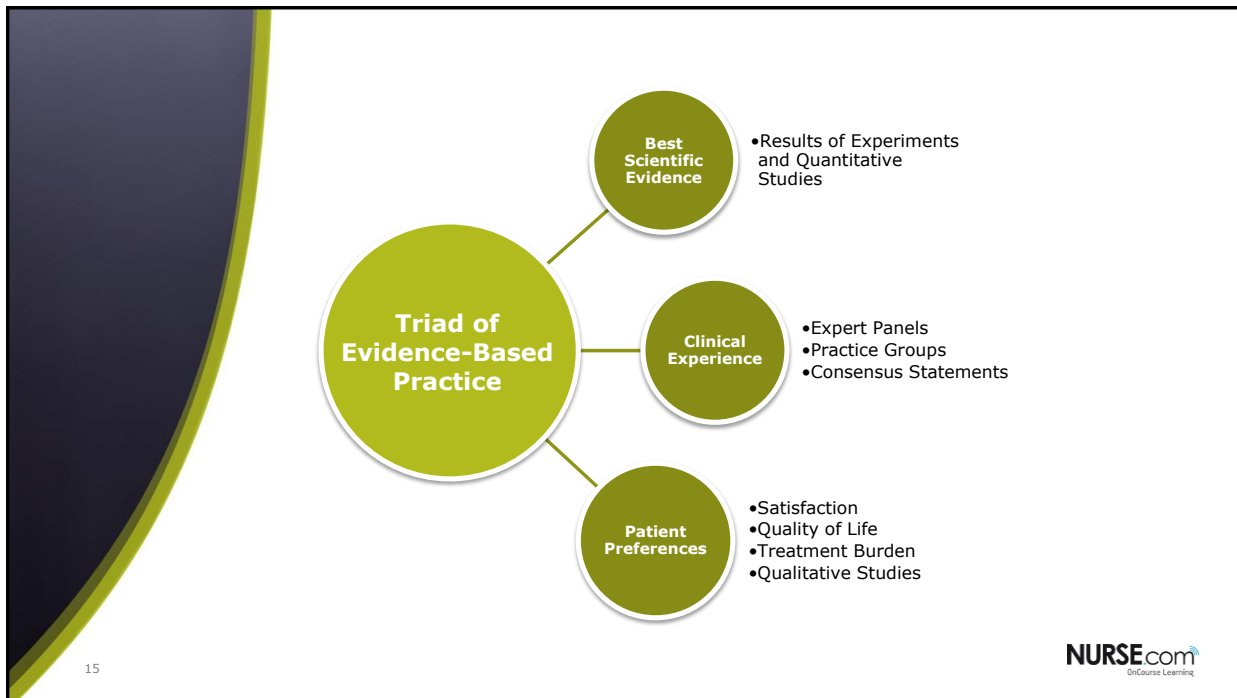 Triad of
Evidence-Based
Practice
Best
Scientific
Evidence
•Results of Experiments
and Quantitative
Studies
Clinical
Experience
•Expert Panels
•Practice Groups
•Consensus Statements
Patient
Preferences
•Satisfaction
•Quality of Life
•Treatment Burden
•Qualitative Studies
15
NURSE.com
OnCourse Learning